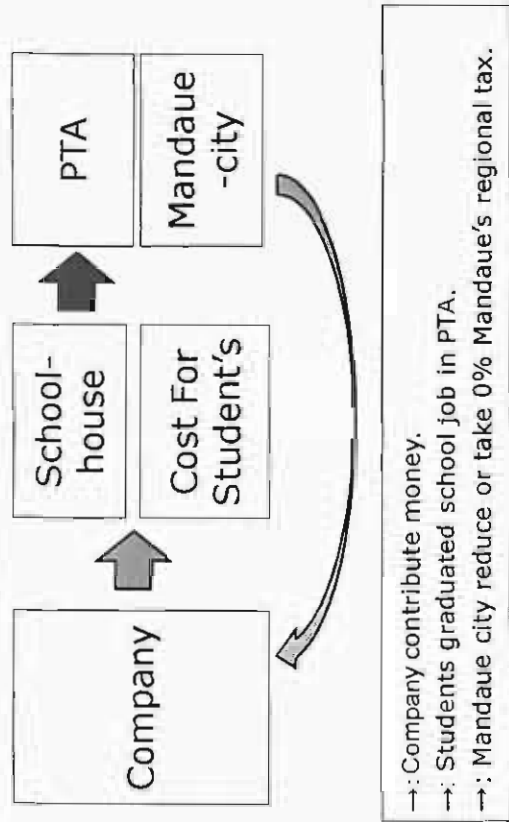 Company
School-
house
Cost For
Student's
PTA
Mandaue
-city
→: Company contribute money.
→: Students graduated school job in PTA.
→: Mandaue city reduce or take 0% Mandaue's regional tax.